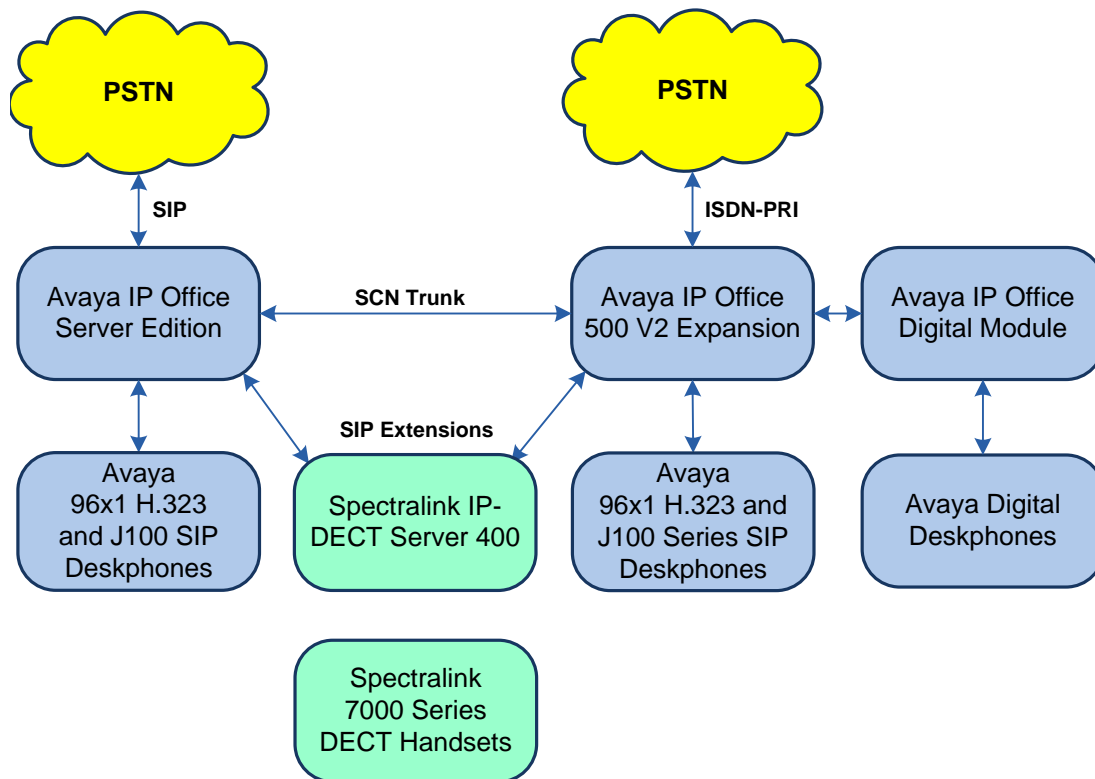 PSTN
PSTN
SIP
ISDN-PRI
Avaya IP Office
Server Edition
SCN Trunk
Avaya IP Office
500 V2 Expansion
Avaya IP Office
Digital Module
SIP Extensions
Avaya
96x1 H.323
and J100 SIP
Deskphones
Spectralink IP-
DECT Server 400
Avaya
96x1 H.323 and
J100 Series SIP
Deskphones
Avaya Digital
Deskphones
Spectralink
7000 Series
DECT Handsets